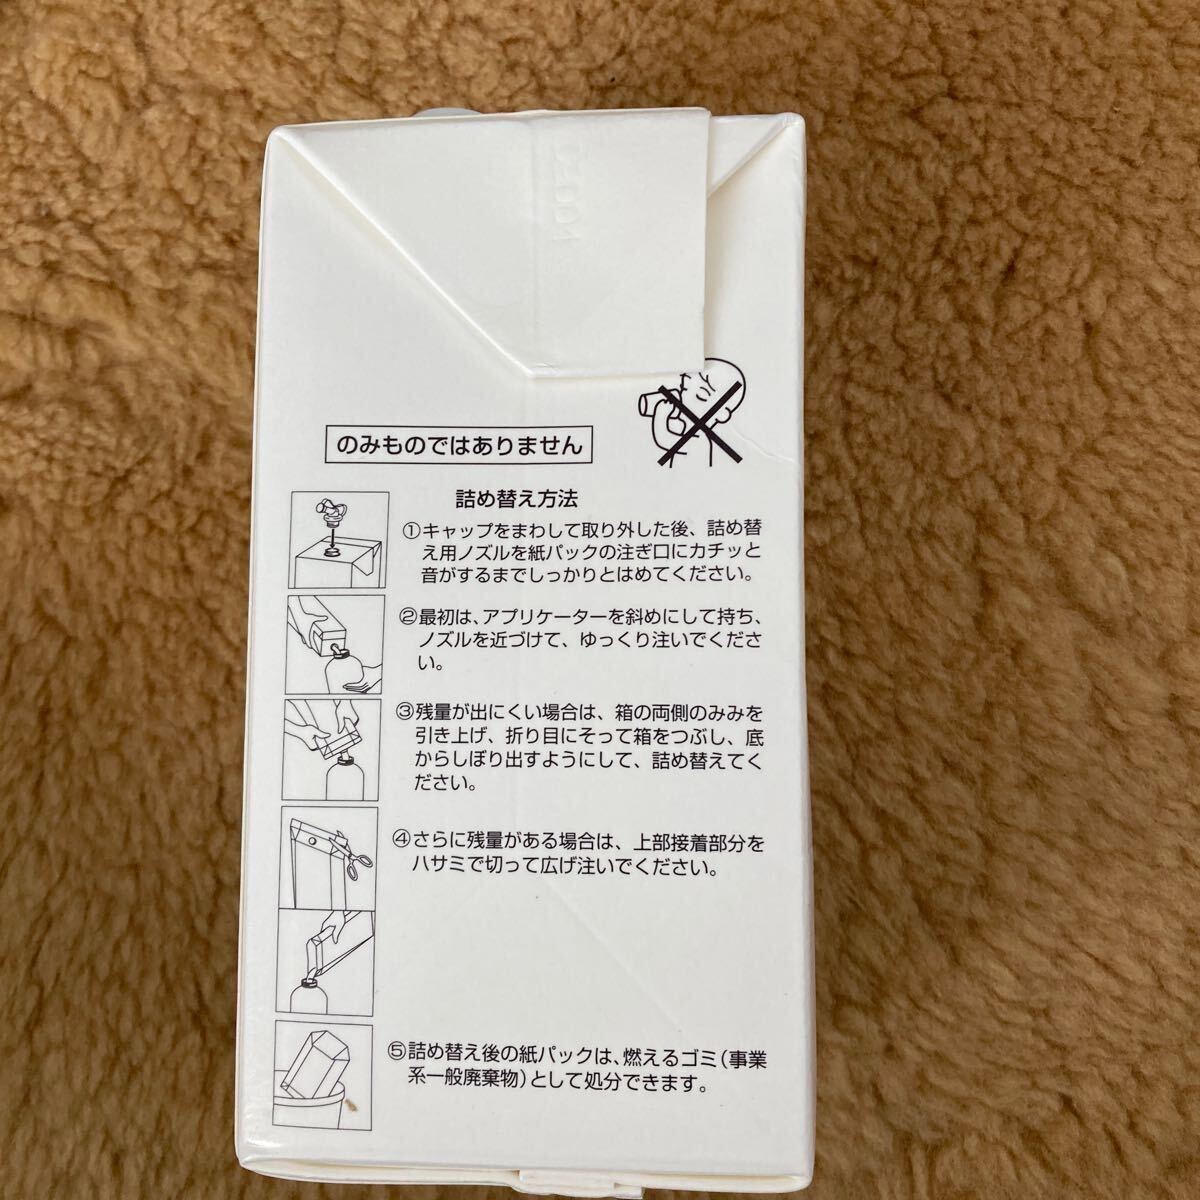 のみものではありません
詰め替え方法
①キャップをまわして取り外した後、詰め替
え用ノズルを紙パックの注ぎ口にカチッと
音がするまでしっかりとはめてください。
②最初は、アプリケーターを斜めにして持ち、
ノズルを近づけて、ゆっくり注いでくださ
い。
③残量が出にくい場合は、箱の両側のみみを
引き上げ、折り目にそって箱をつぶし、底
からしぼり出すようにして、詰め替えてく
ださい。
④さらに残量がある場合は、上部接着部分を
ハサミで切って広げ注いでください。
⑤詰め替え後の紙パックは、燃えるゴミ(事業
系一般廃棄物)として処分できます。